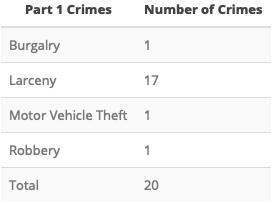 Part 1 Crimes Number of Crimes
Burgalry 1
Larceny 17
Motor Vehicle Theft 1
Robbery 1
Total 20